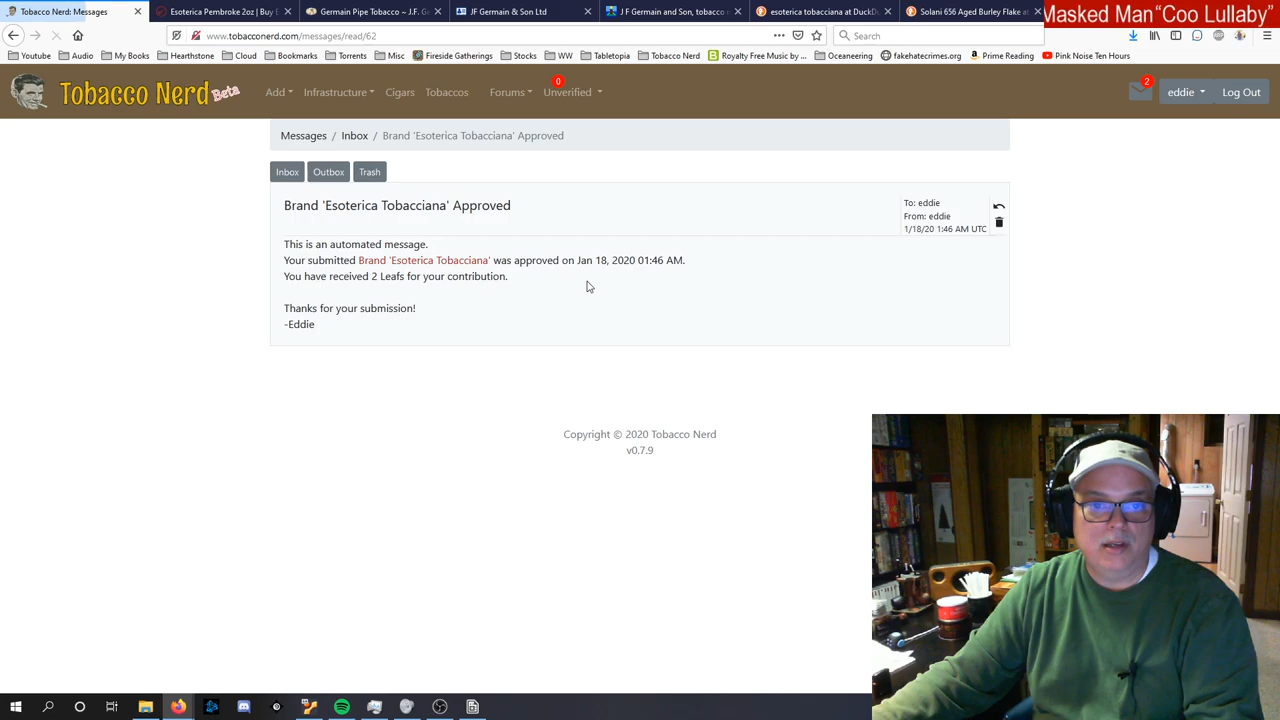 Tobacco Nerd: Messages
Esoterica Pembroke 2oz | Buy E
Germain Pipe Tobacco ~ J.F. Ge
JF Germain & Son Ltd
J F Germain and Son, tobacco
esoterica tobacciana at DuckDu
Solani 656 Aged Burley Flake at
Masked Man "Coo Lullaby"
www.tobacconerd.com/messages/read/62
Search
Youtube Audio My Books Hearthstone Cloud Bookmarks Torrents Misc Fireside Gatherings Stocks WW Tabletopia Tobacco Nerd Royalty Free Music by ... Oceaneering fakehatecrimes.org Prime Reading Pink Noise Ten Hours
Tobacco Nerd Beta
Add Infrastructure Cigars Tobaccos Forums Unverified 0
2
eddie Log Out
Messages / Inbox / Brand 'Esoterica Tobacciana' Approved
Inbox Outbox Trash
Brand 'Esoterica Tobacciana' Approved
To: eddie
From: eddie
1/18/20 1:46 AM UTC
This is an automated message.
Your submitted Brand 'Esoterica Tobacciana' was approved on Jan 18, 2020 01:46 AM.
You have received 2 Leafs for your contribution.
Thanks for your submission!
-Eddie
Copyright © 2020 Tobacco Nerd
v0.7.9